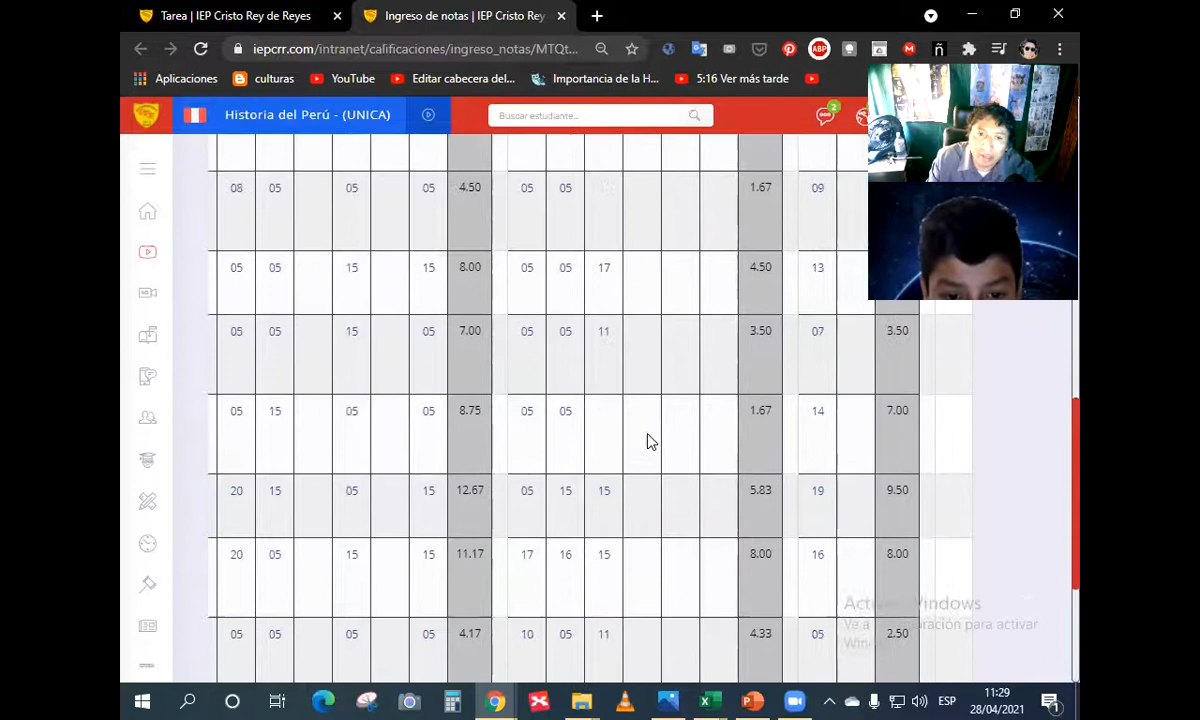 Tarea | IEP Cristo Rey de Reyes
Ingreso de notas | IEP Cristo Rey
iepcrr.com/intranet/calificaciones/ingreso_notas/MTQt...
Aplicaciones culturas YouTube Editar cabecera del... Importancia de la H... 5:16 Ver más tarde
Historia del Perú - (UNICA) Buscar estudiante... 2
08 05 05 05 4.50 05 05 1.67 09
05 05 15 15 8.00 05 05 17 4.50 13
05 05 15 05 7.00 05 05 11 3.50 07 3.50
05 15 05 05 8.75 05 05 1.67 14 7.00
20 15 05 15 12.67 05 15 15 5.83 19 9.50
20 05 15 15 11.17 17 16 15 8.00 16 8.00
05 05 05 05 4.17 10 05 11 4.33 05 2.50
ESP 11:29
28/04/2021